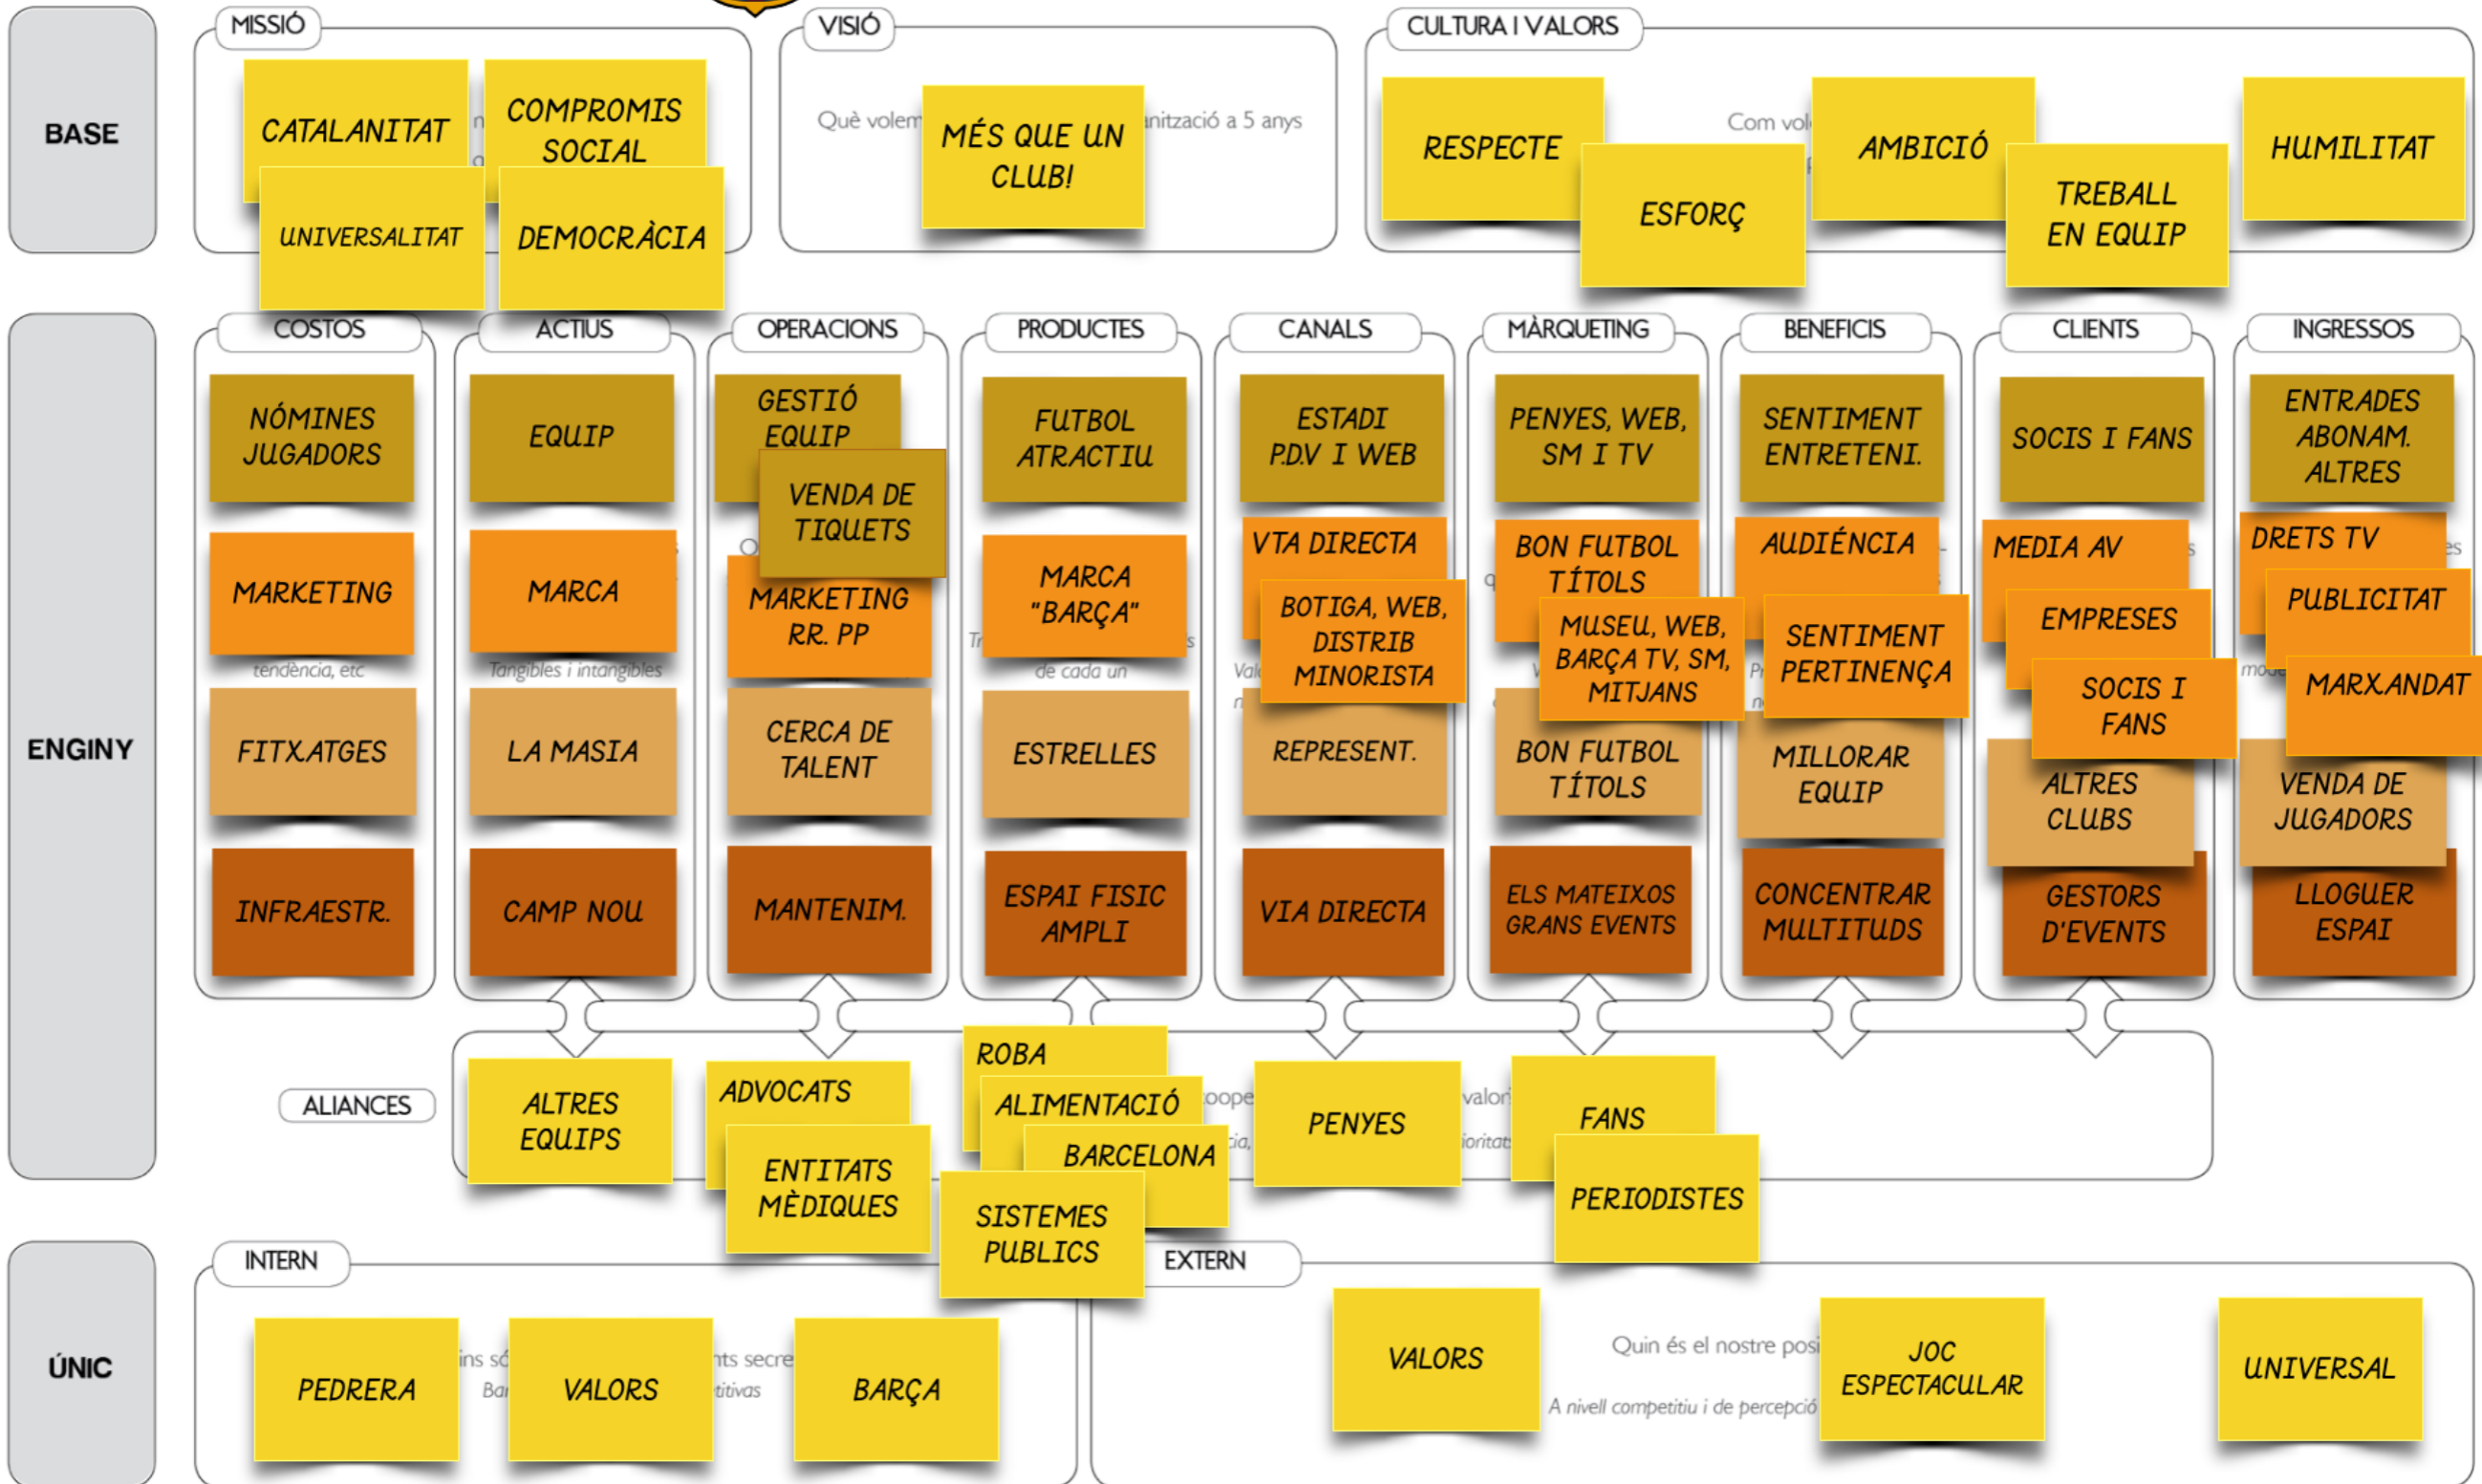 MISSIÓ
CATALANITAT
COMPROMIS
SOCIAL
UNIVERSALITAT
DEMOCRÀCIA
VISIÓ
Què volem
anització a 5 anys
MÉS QUE UN
CLUB!
CULTURA I VALORS
RESPECTE
ESFORÇ
Com vol
AMBICIÓ
TREBALL
EN EQUIP
HUMILITAT
BASE
ENGINY
COSTOS
NÓMINES
JUGADORS
MARKETING
tendència, etc
FITXATGES
INFRAESTR.
ACTIUS
EQUIP
MARCA
Tangibles i intangibles
LA MASIA
CAMP NOU
OPERACIONS
GESTIÓ
EQUIP
VENDA DE
TIQUETS
MARKETING
RR. PP
CERCA DE
TALENT
MANTENIM.
PRODUCTES
FUTBOL
ATRACTIU
MARCA
"BARÇA"
de cada un
ESTRELLES
ESPAI FISIC
AMPLI
CANALS
ESTADI
P.D.V I WEB
VTA DIRECTA
BOTIGA, WEB,
DISTRIB
MINORISTA
REPRESENT.
VIA DIRECTA
MÀRQUETING
PENYES, WEB,
SM I TV
BON FUTBOL
TÍTOLS
MUSEU, WEB,
BARÇA TV, SM,
MITJANS
BON FUTBOL
TÍTOLS
ELS MATEIXOS
GRANS EVENTS
BENEFICIS
SENTIMENT
ENTRETENI.
AUDIÉNCIA
SENTIMENT
PERTINENÇA
MILLORAR
EQUIP
CONCENTRAR
MULTITUDS
CLIENTS
SOCIS I FANS
MEDIA AV
EMPRESES
SOCIS I
FANS
ALTRES
CLUBS
GESTORS
D'EVENTS
INGRESSOS
ENTRADES
ABONAM.
ALTRES
DRETS TV
PUBLICITAT
MARXANDAT
VENDA DE
JUGADORS
LLOGUER
ESPAI
ALIANCES
ALTRES
EQUIPS
ADVOCATS
ENTITATS
MÈDIQUES
ROBA
ALIMENTACIÓ
BARCELONA
SISTEMES
PUBLICS
PENYES
FANS
PERIODISTES
ÚNIC
INTERN
PEDRERA
VALORS
BARÇA
EXTERN
VALORS
Quin és el nostre posi
A nivell competitiu i de percepció
JOC
ESPECTACULAR
UNIVERSAL